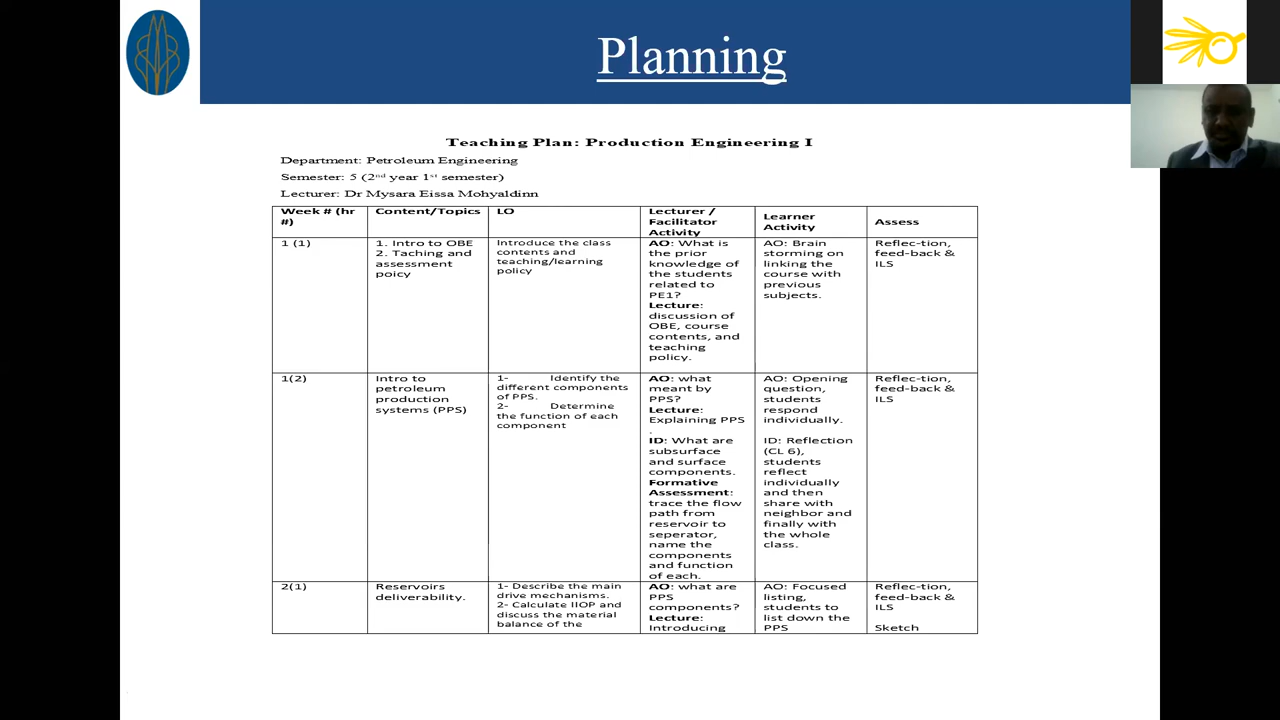 Planning
Teaching Plan: Production Engineering I
Department: Petroleum Engineering
Semester: 5 (2nd year 1st semester)
Lecturer: Dr Mysara Eissa Mohyaldinn
Week # (hr
#)
Content/Topics
LO
Lecturer /
Facilitator
Activity
Learner
Activity
Assess
1 (1)
1. Intro to OBE
2. Taching and
assessment
poicy
Introduce the class
contents and
teaching/learning
policy
AO: What is
the prior
knowledge of
the students
related to
PE1?
Lecture:
discussion of
OBE, course
contents, and
teaching
policy.
AO: Brain
storming on
linking the
course with
previous
subjects.
Reflec-tion,
feed-back &
ILS
1(2)
Intro to
petroleum
production
systems (PPS)
1- Identify the
different components
of PPS.
2- Determine
the function of each
component
AO: what
meant by
PPS?
Lecture:
Explaining PPS
.
ID: What are
subsurface
and surface
components.
Formative
Assessment:
trace the flow
path from
reservoir to
seperator,
name the
components
and function
of each.
AO: Opening
question,
students
respond
individually.
ID: Reflection
(CL 6),
students
reflect
individually
and then
share with
neighbor and
finally with
the whole
class.
Reflec-tion,
feed-back &
ILS
2(1)
Reservoirs
deliverability.
1- Describe the main
drive mechanisms.
2- Calculate IIOP and
discuss the material
balance of the
AO: what are
PPS
components?
Lecture:
Introducing
AO: Focused
listing,
students to
list down the
PPS
Reflec-tion,
feed-back &
ILS
Sketch